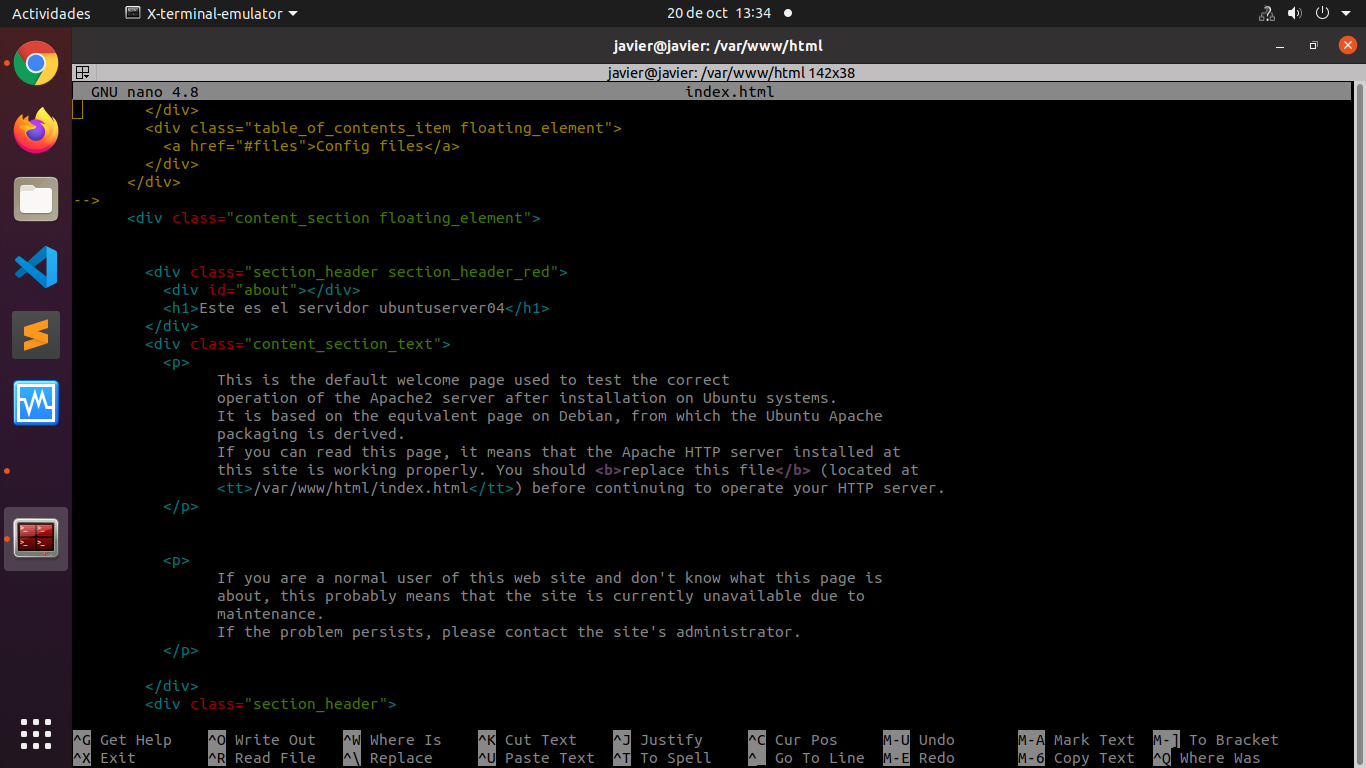 Actividades X-terminal-emulator 20 de oct 13:34
javier@javier: /var/www/html
javier@javier: /var/www/html 142x38
GNU nano 4.8 index.html
</div>
<div class="table_of_contents_item floating_element">
<a href="#files">Config files</a>
</div>
</div>
-->
<div class="content_section floating_element">
<div class="section_header section_header_red">
<div id="about"></div>
<h1>Este es el servidor ubuntuserver04</h1>
</div>
<div class="content_section_text">
<p>
This is the default welcome page used to test the correct
operation of the Apache2 server after installation on Ubuntu systems.
It is based on the equivalent page on Debian, from which the Ubuntu Apache
packaging is derived.
If you can read this page, it means that the Apache HTTP server installed at
this site is working properly. You should <b>replace this file</b> (located at
<tt>/var/www/html/index.html</tt>) before continuing to operate your HTTP server.
</p>
<p>
If you are a normal user of this web site and don't know what this page is
about, this probably means that the site is currently unavailable due to
maintenance.
If the problem persists, please contact the site's administrator.
</p>
</div>
<div class="section_header">
^G Get Help ^O Write Out ^W Where Is ^K Cut Text ^J Justify ^C Cur Pos M-U Undo M-A Mark Text M-] To Bracket
^X Exit ^R Read File ^\ Replace ^U Paste Text ^T To Spell ^_ Go To Line M-E Redo M-6 Copy Text ^Q Where Was